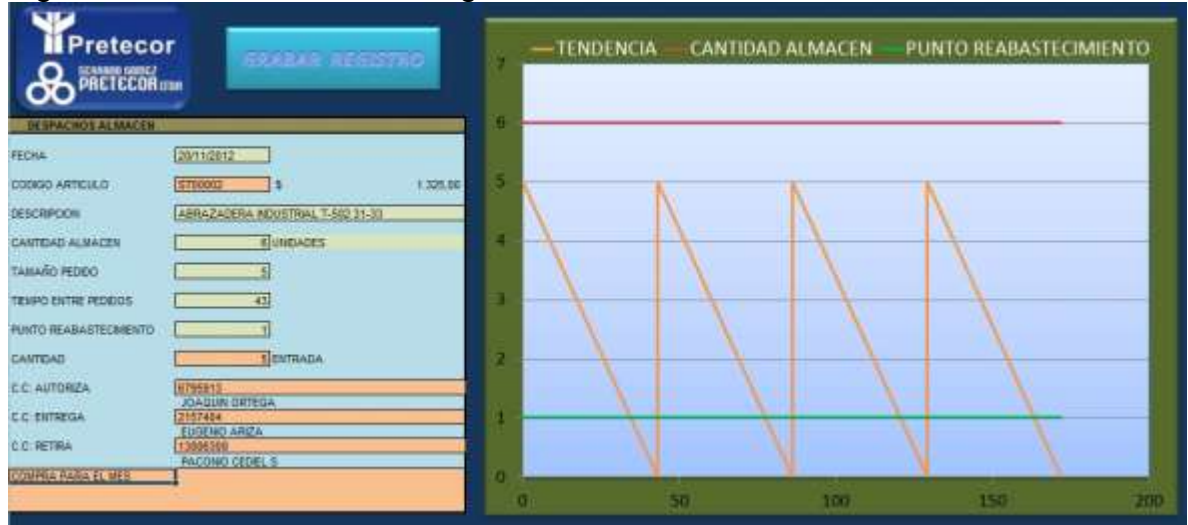 Pretecor
PRETECOR
GRABAR REGISTRO
DESPACHOS ALMACEN
FECHA 20/11/2012
CODIGO ARTICULO 5700002 $ 1.325,00
DESCRIPCION ABRAZADERA INDUSTRIAL T-502 31-33
CANTIDAD ALMACEN 6 UNIDADES
TAMAÑO PEDIDO 5
TIEMPO ENTRE PEDIDOS 43
PUNTO REABASTECIMIENTO 1
CANTIDAD 5 ENTRADA
C.C. AUTORIZA
JOAQUIN ORTEGA
C.C. ENTREGA 2157484
EUGENIO ARIZA
C.C. RETIRA
PACONIO CEDIEL S
COMPRA PARA EL MES
TENDENCIA CANTIDAD ALMACEN PUNTO REABASTECIMIENTO
7
6
5
4
3
2
1
0
0 50 100 150 200